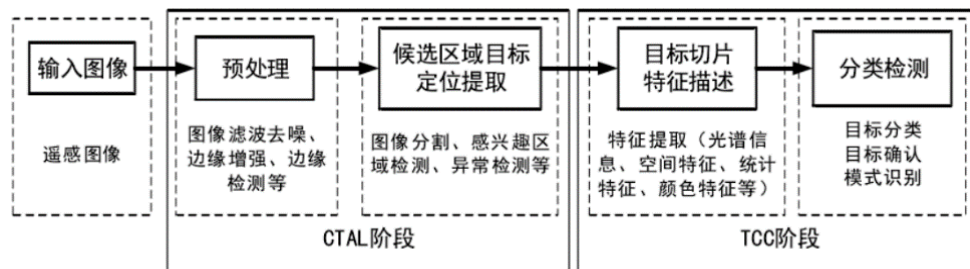 输入图像
遥感图像
预处理
图像滤波去噪、
边缘增强、边缘
检测等
候选区域目标
定位提取
图像分割、感兴趣区
域检测、异常检测等
CTAL阶段
目标切片
特征描述
特征提取（光谱信
息、空间特征、统计
特征、颜色特征等）
分类检测
目标分类
目标确认
模式识别
TCC阶段